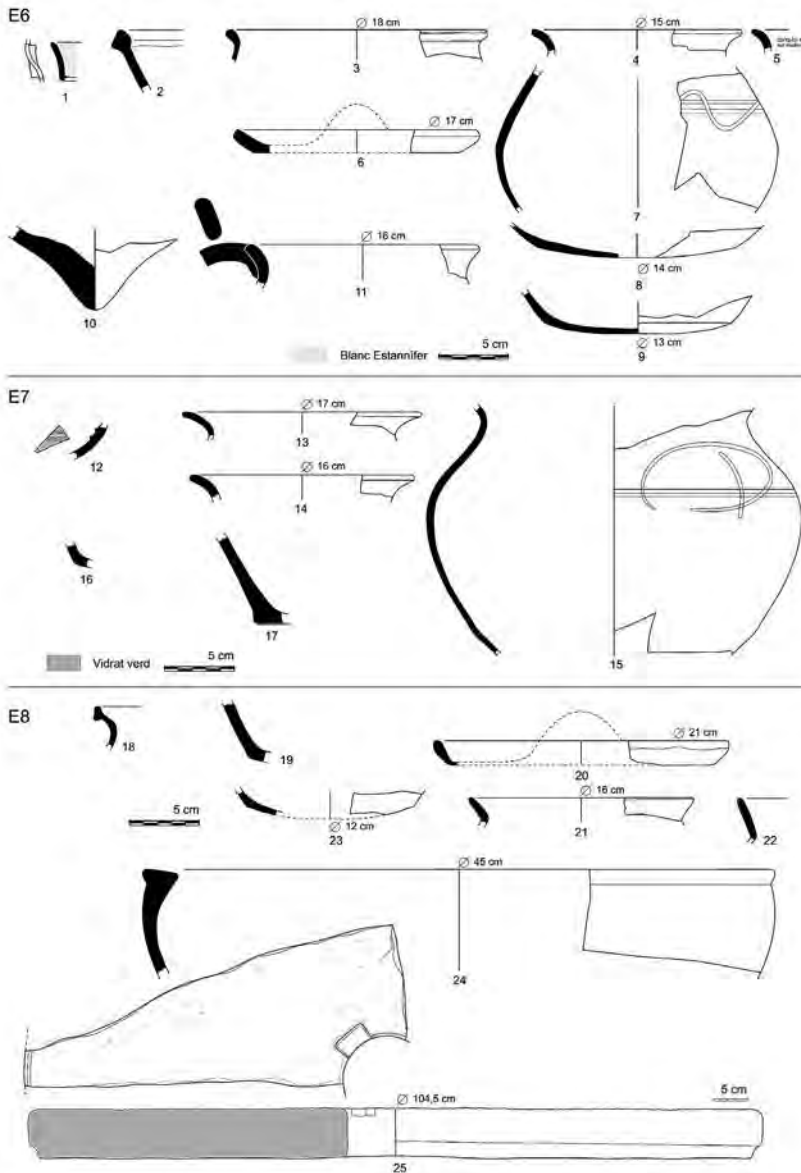 E6
Ø 18 cm
Ø 15 cm
1
2
3
4
5
Ø 17 cm
6
7
Ø 16 cm
Ø 14 cm
8
10
11
Ø 13 cm
9
Blanc Estannífer
5 cm
E7
Ø 17 cm
12
13
Ø 16 cm
14
16
17
15
Vidrat verd
5 cm
E8
18
19
Ø 21 cm
20
5 cm
Ø 12 cm
23
Ø 16 cm
21
22
Ø 45 cm
24
5 cm
Ø 104,5 cm
25